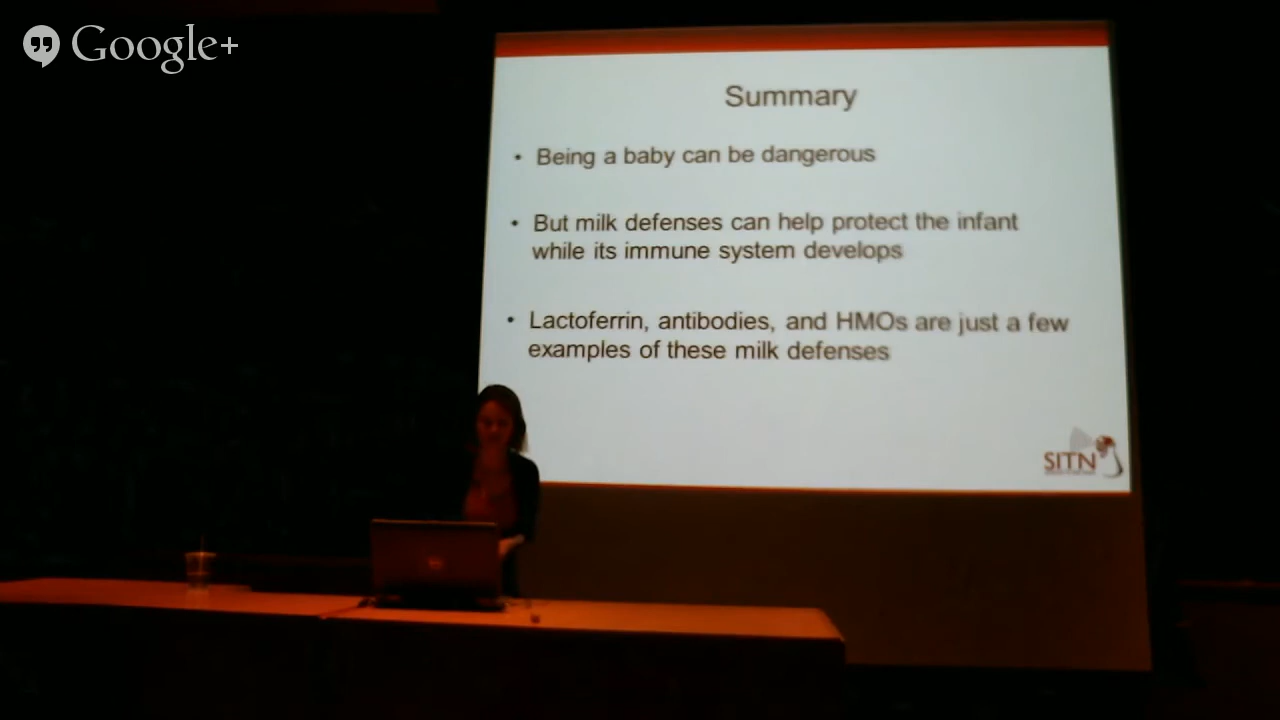 Google+
Summary
• Being a baby can be dangerous
• But milk defenses can help protect the infant
while its immune system develops
• Lactoferrin, antibodies, and HMOs are just a few
examples of these milk defenses
SITN